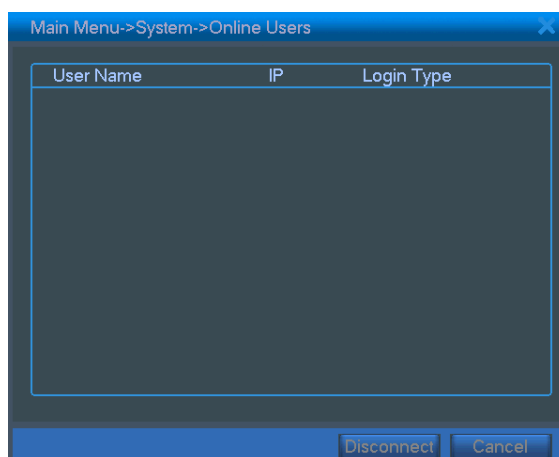 Main Menu->System->Online Users
User Name IP Login Type
Disconnect Cancel